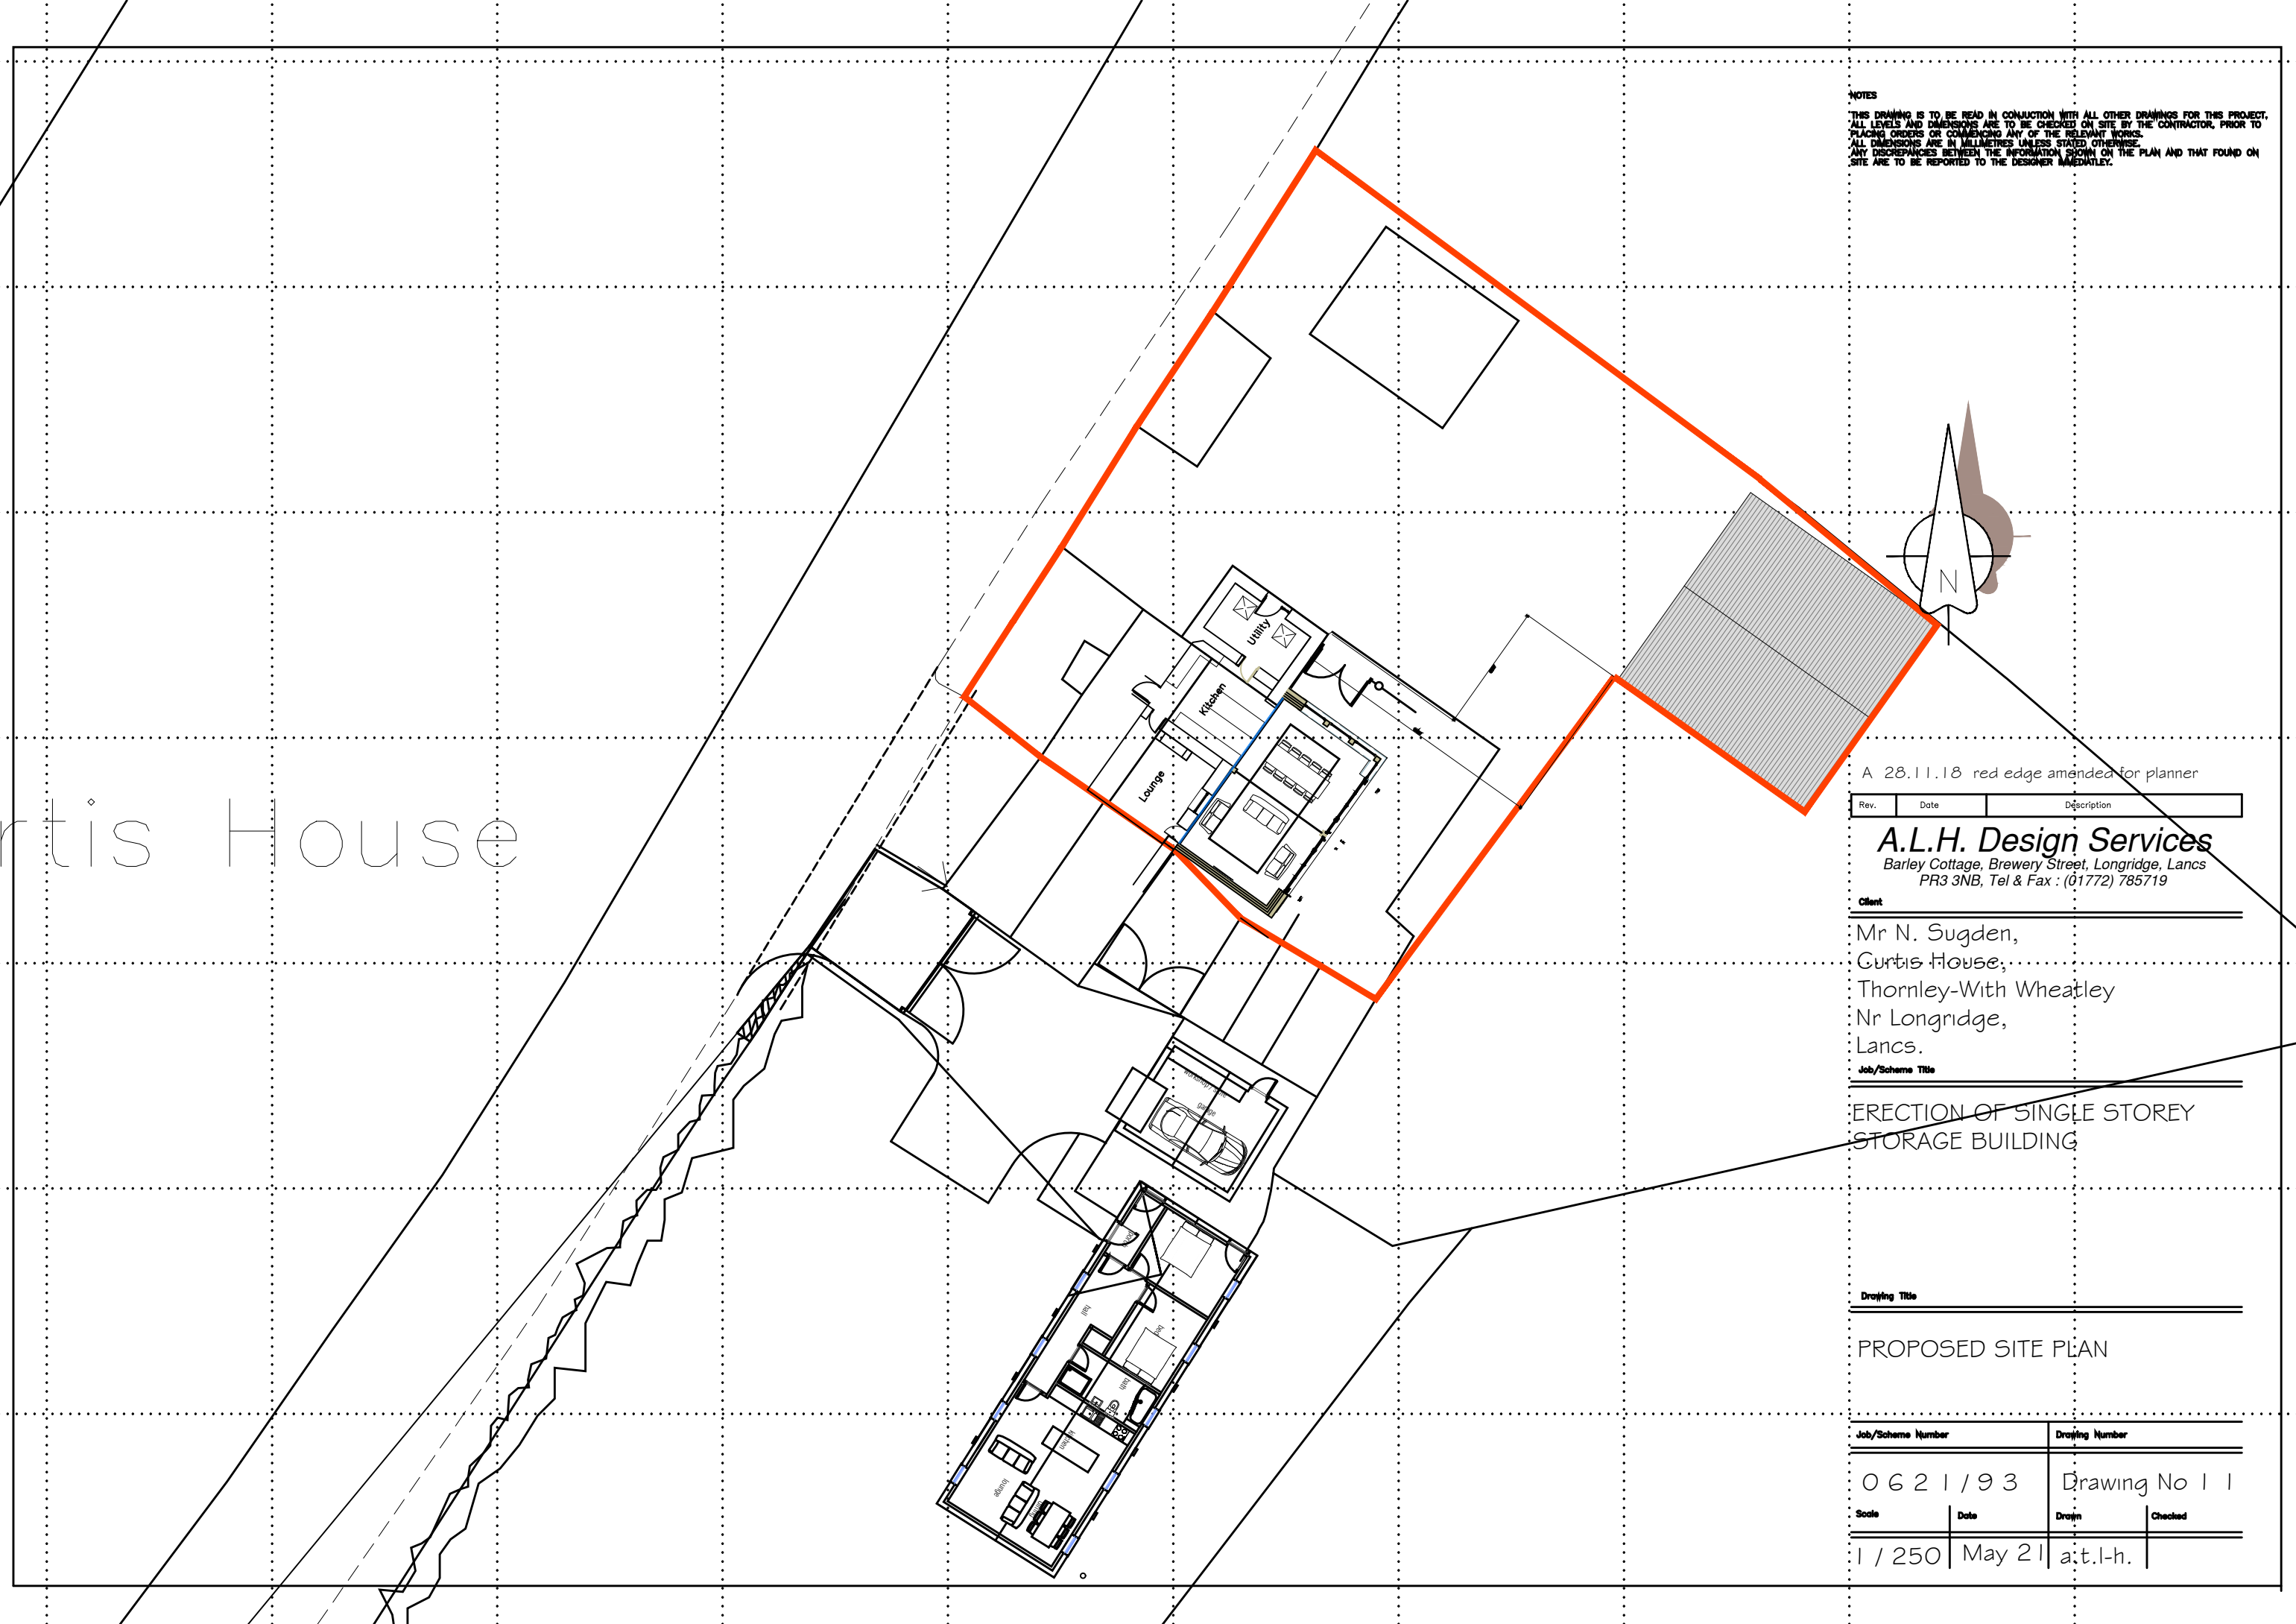 NOTES
THIS DRAWING IS TO BE READ IN CONJUCTION WITH ALL OTHER DRAWINGS FOR THIS PROJECT.
ALL LEVELS AND DIMENSIONS ARE TO BE CHECKED ON SITE BY THE CONTRACTOR, PRIOR TO
PLACING ORDERS OR COMMENCING ANY OF THE RELEVANT WORKS.
ALL DIMENSIONS ARE IN MILLIMETRES UNLESS STATED OTHERWISE.
ANY DISCREPANCIES BETWEEN THE INFORMATION SHOWN ON THE PLAN AND THAT FOUND ON
SITE ARE TO BE REPORTED TO THE DESIGNER IMMEDIATLEY.
N
Utility
Kitchen
Lounge
rtis House
garage
hall
bed
bath
kitchen
lounge
A 28.11.18 red edge amended for planner
Rev. Date Description
A.L.H. Design Services
Barley Cottage, Brewery Street, Longridge, Lancs
PR3 3NB, Tel & Fax : (01772) 785719
Client
Mr N. Sugden,
Curtis House,
Thornley-With Wheatley
Nr Longridge,
Lancs.
Job/Scheme Title
ERECTION OF SINGLE STOREY
STORAGE BUILDING
Drawing Title
PROPOSED SITE PLAN
Job/Scheme Number Drawing Number
0621/93 Drawing No 11
Scale Date Drawn Checked
1/250 May 21 a.t.l-h.